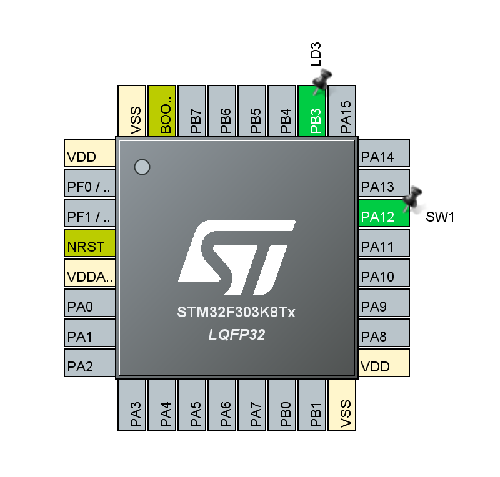 LD3
VSS
BOO..
PB7
PB6
PB5
PB4
PB3
PA15
VDD
PF0 / ..
PF1 / ..
NRST
VDDA..
PA0
PA1
PA2
PA14
PA13
PA12
SW1
PA11
PA10
PA9
PA8
VDD
ST
STM32F303K8Tx
LQFP32
PA3
PA4
PA5
PA6
PA7
PB0
PB1
VSS